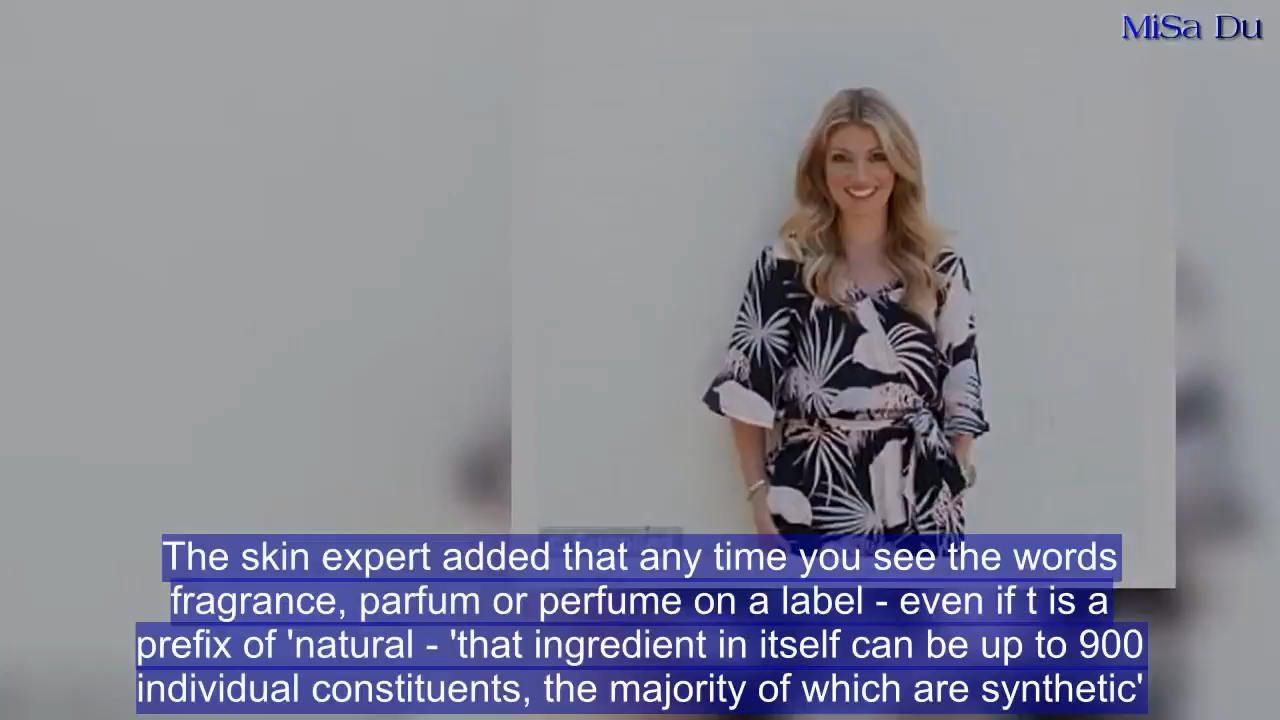 MiSa Du
The skin expert added that any time you see the words
fragrance, parfum or perfume on a label - even if t is a
prefix of 'natural - 'that ingredient in itself can be up to 900
individual constituents, the majority of which are synthetic'